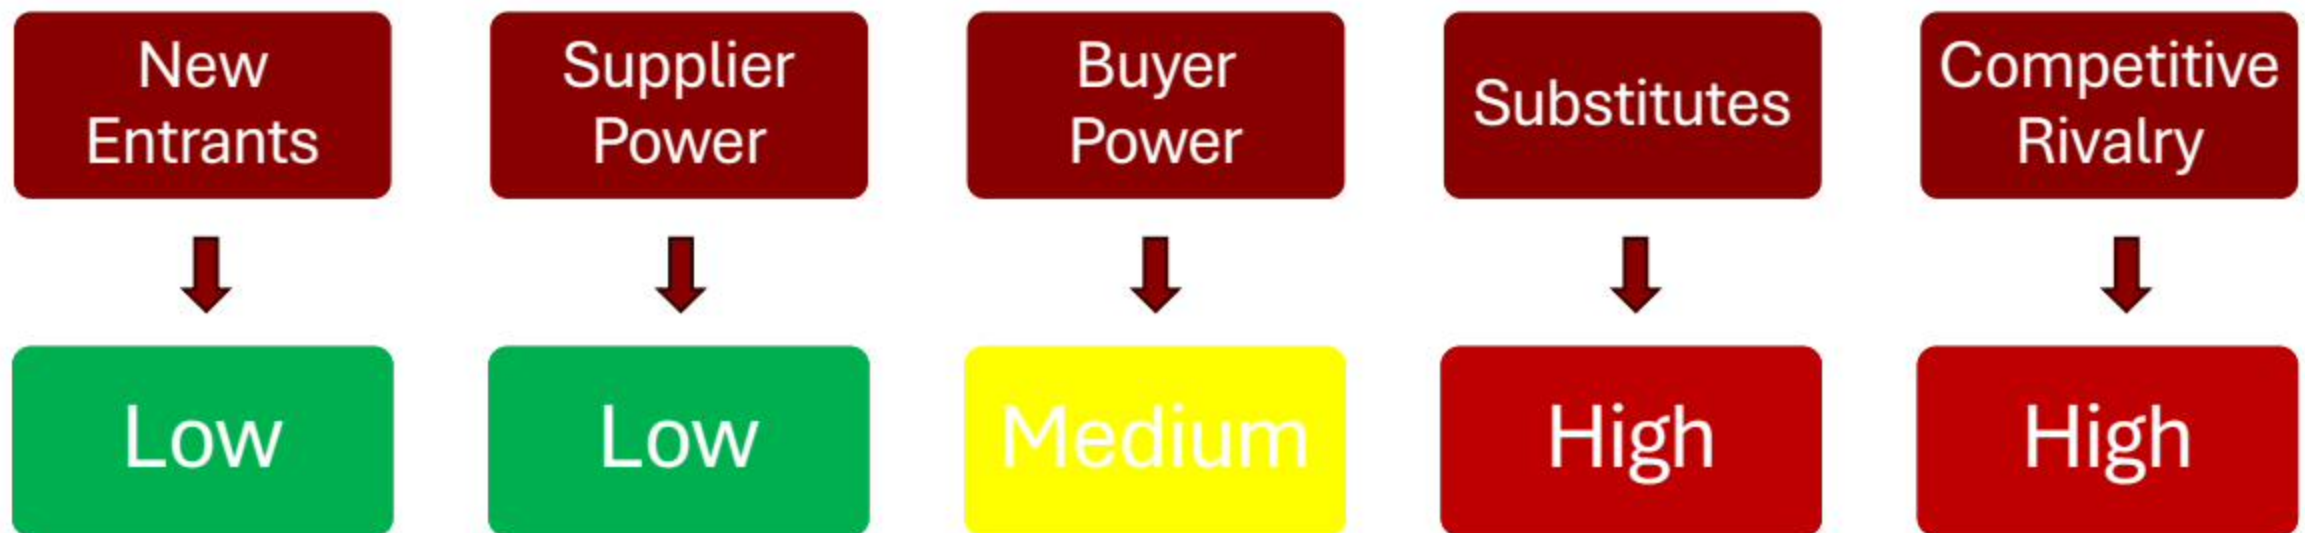 New
Entrants
Supplier
Power
Buyer
Power
Substitutes
Competitive
Rivalry
Low
Low
Medium
High
High